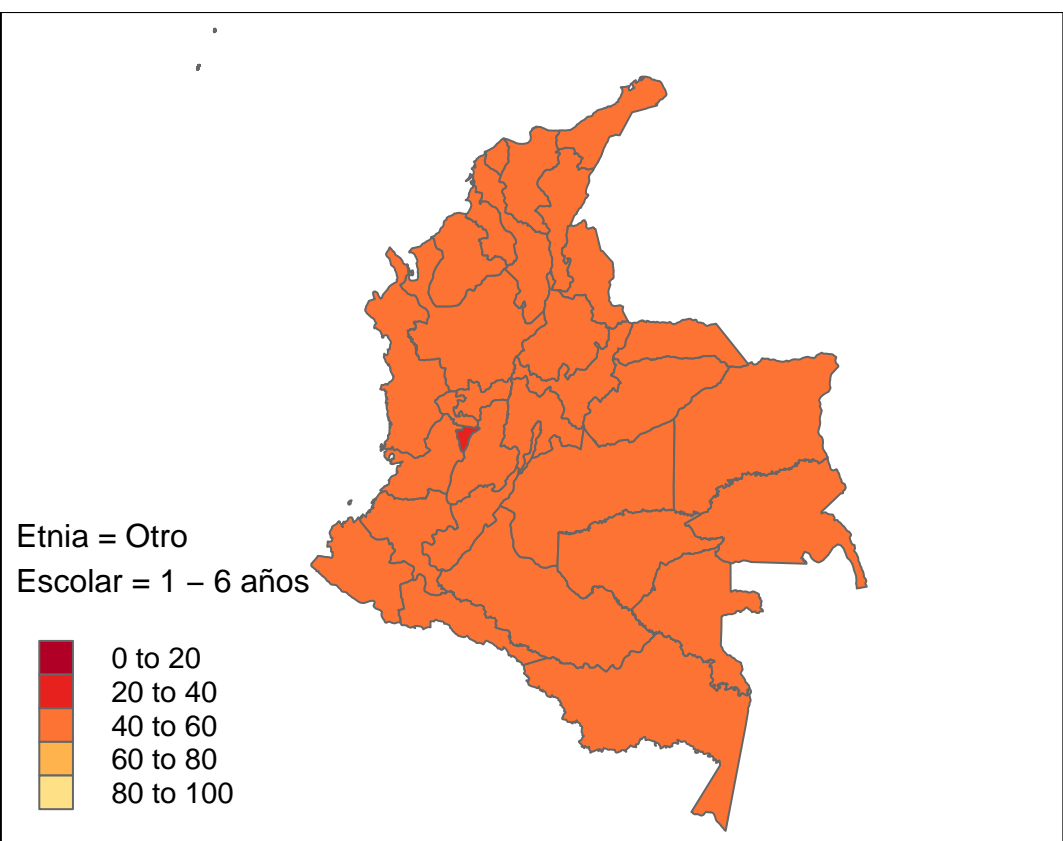 Etnia = Otro
Escolar = 1 – 6 años
0 to 20
20 to 40
40 to 60
60 to 80
80 to 100